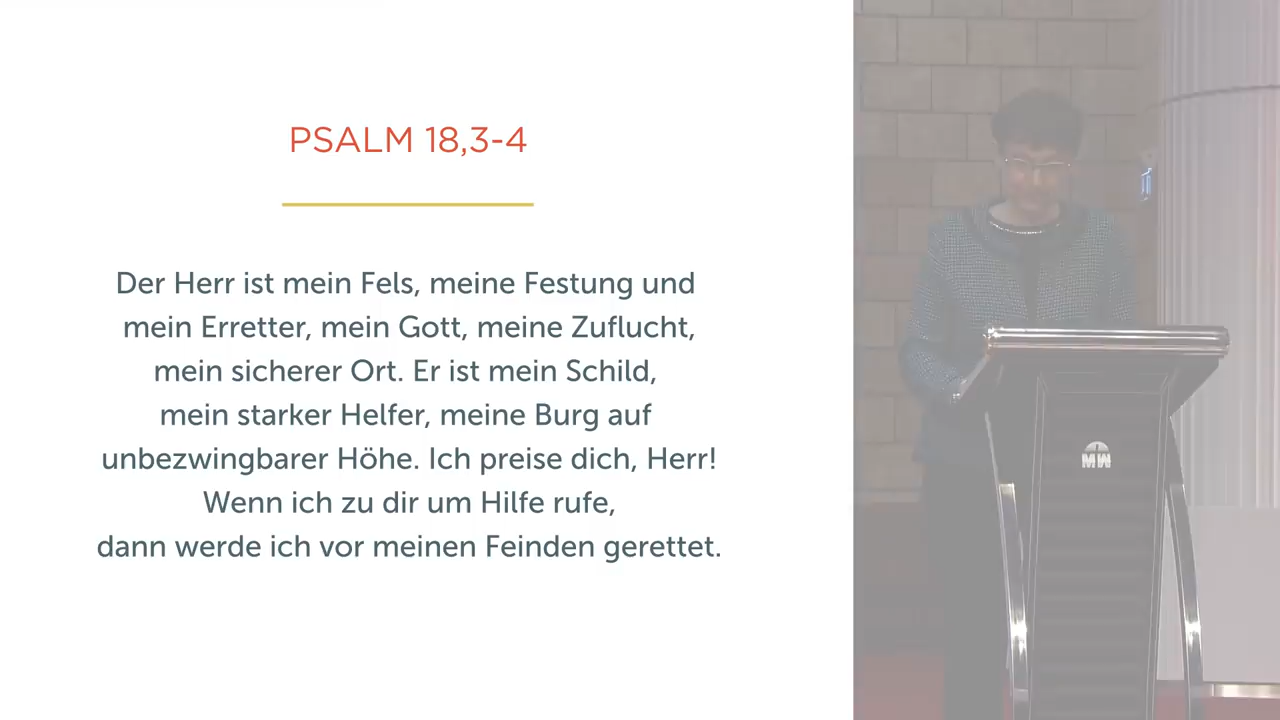 PSALM 18,3-4
Der Herr ist mein Fels, meine Festung und
mein Erretter, mein Gott, meine Zuflucht,
mein sicherer Ort. Er ist mein Schild,
mein starker Helfer, meine Burg auf
unbezwingbarer Höhe. Ich preise dich, Herr!
Wenn ich zu dir um Hilfe rufe,
dann werde ich vor meinen Feinden gerettet.
MW